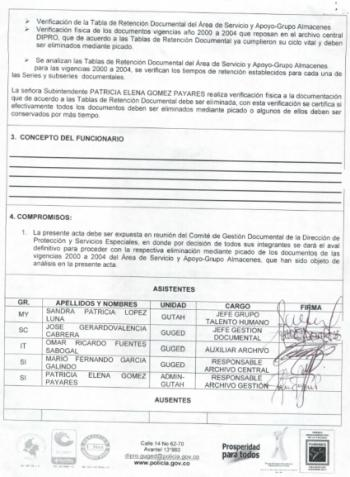 ➢ Verificación de la Tabla de Retención Documental del Área de Servicio y Apoyo-Grupo Almacenes
➢ Verificación física de los documentos vigencias año 2000 a 2004 que reposan en el archivo central
DIPRO, que de acuerdo a las Tablas de Retención Documental ya cumplieron su ciclo vital y deben
ser eliminados mediante picado.
➢ Se analizan las Tablas de Retención Documental del Área de Servicio y Apoyo-Grupo Almacenes
para las vigencias 2000 a 2004, se verifican los tiempos de retención establecidos para cada una de
las Series y subseries documentales.
La señora Subintendente PATRICIA ELENA GOMEZ PAYARES realiza verificación física a la documentación
que de acuerdo a las Tablas de Retención Documental debe ser eliminada, con esta verificación se certifica si
efectivamente todos los documentos deben ser eliminados mediante picado o algunos de ellos deben ser
conservados por más tiempo.
3. CONCEPTO DEL FUNCIONARIO
4. COMPROMISOS:
1. La presente acta debe ser expuesta en reunión del Comité de Gestión Documental de la Dirección de
Protección y Servicios Especiales, en donde por decisión de todos sus integrantes se dará el aval
definitivo para proceder con la respectiva eliminación mediante picado de los documentos de las
vigencias 2000 a 2004 del Área de Servicio y Apoyo-Grupo Almacenes, que han sido objeto de
análisis en la presente acta.
ASISTENTES
GR. APELLIDOS Y NOMBRES UNIDAD CARGO FIRMA
MY SANDRA PATRICIA LOPEZ LUNA GUTAH JEFE GRUPO TALENTO HUMANO
SC JOSE GERARDOVALENCIA CABRERA GUGED JEFE GESTION DOCUMENTAL
IT OMAR RICARDO FUENTES SABOGAL GUGED AUXILIAR ARCHIVO
SI MARIO FERNANDO GARCIA GALINDO GUGED RESPONSABLE ARCHIVO CENTRAL
SI PATRICIA ELENA GOMEZ PAYARES ADMIN-GUTAH RESPONSABLE ARCHIVO GESTIÓN
AUSENTES
Calle 14 No 62-70
Avantel 13*983
dipro.guged@policia.gov.co
www.policia.gov.co
Prosperidad
para todos